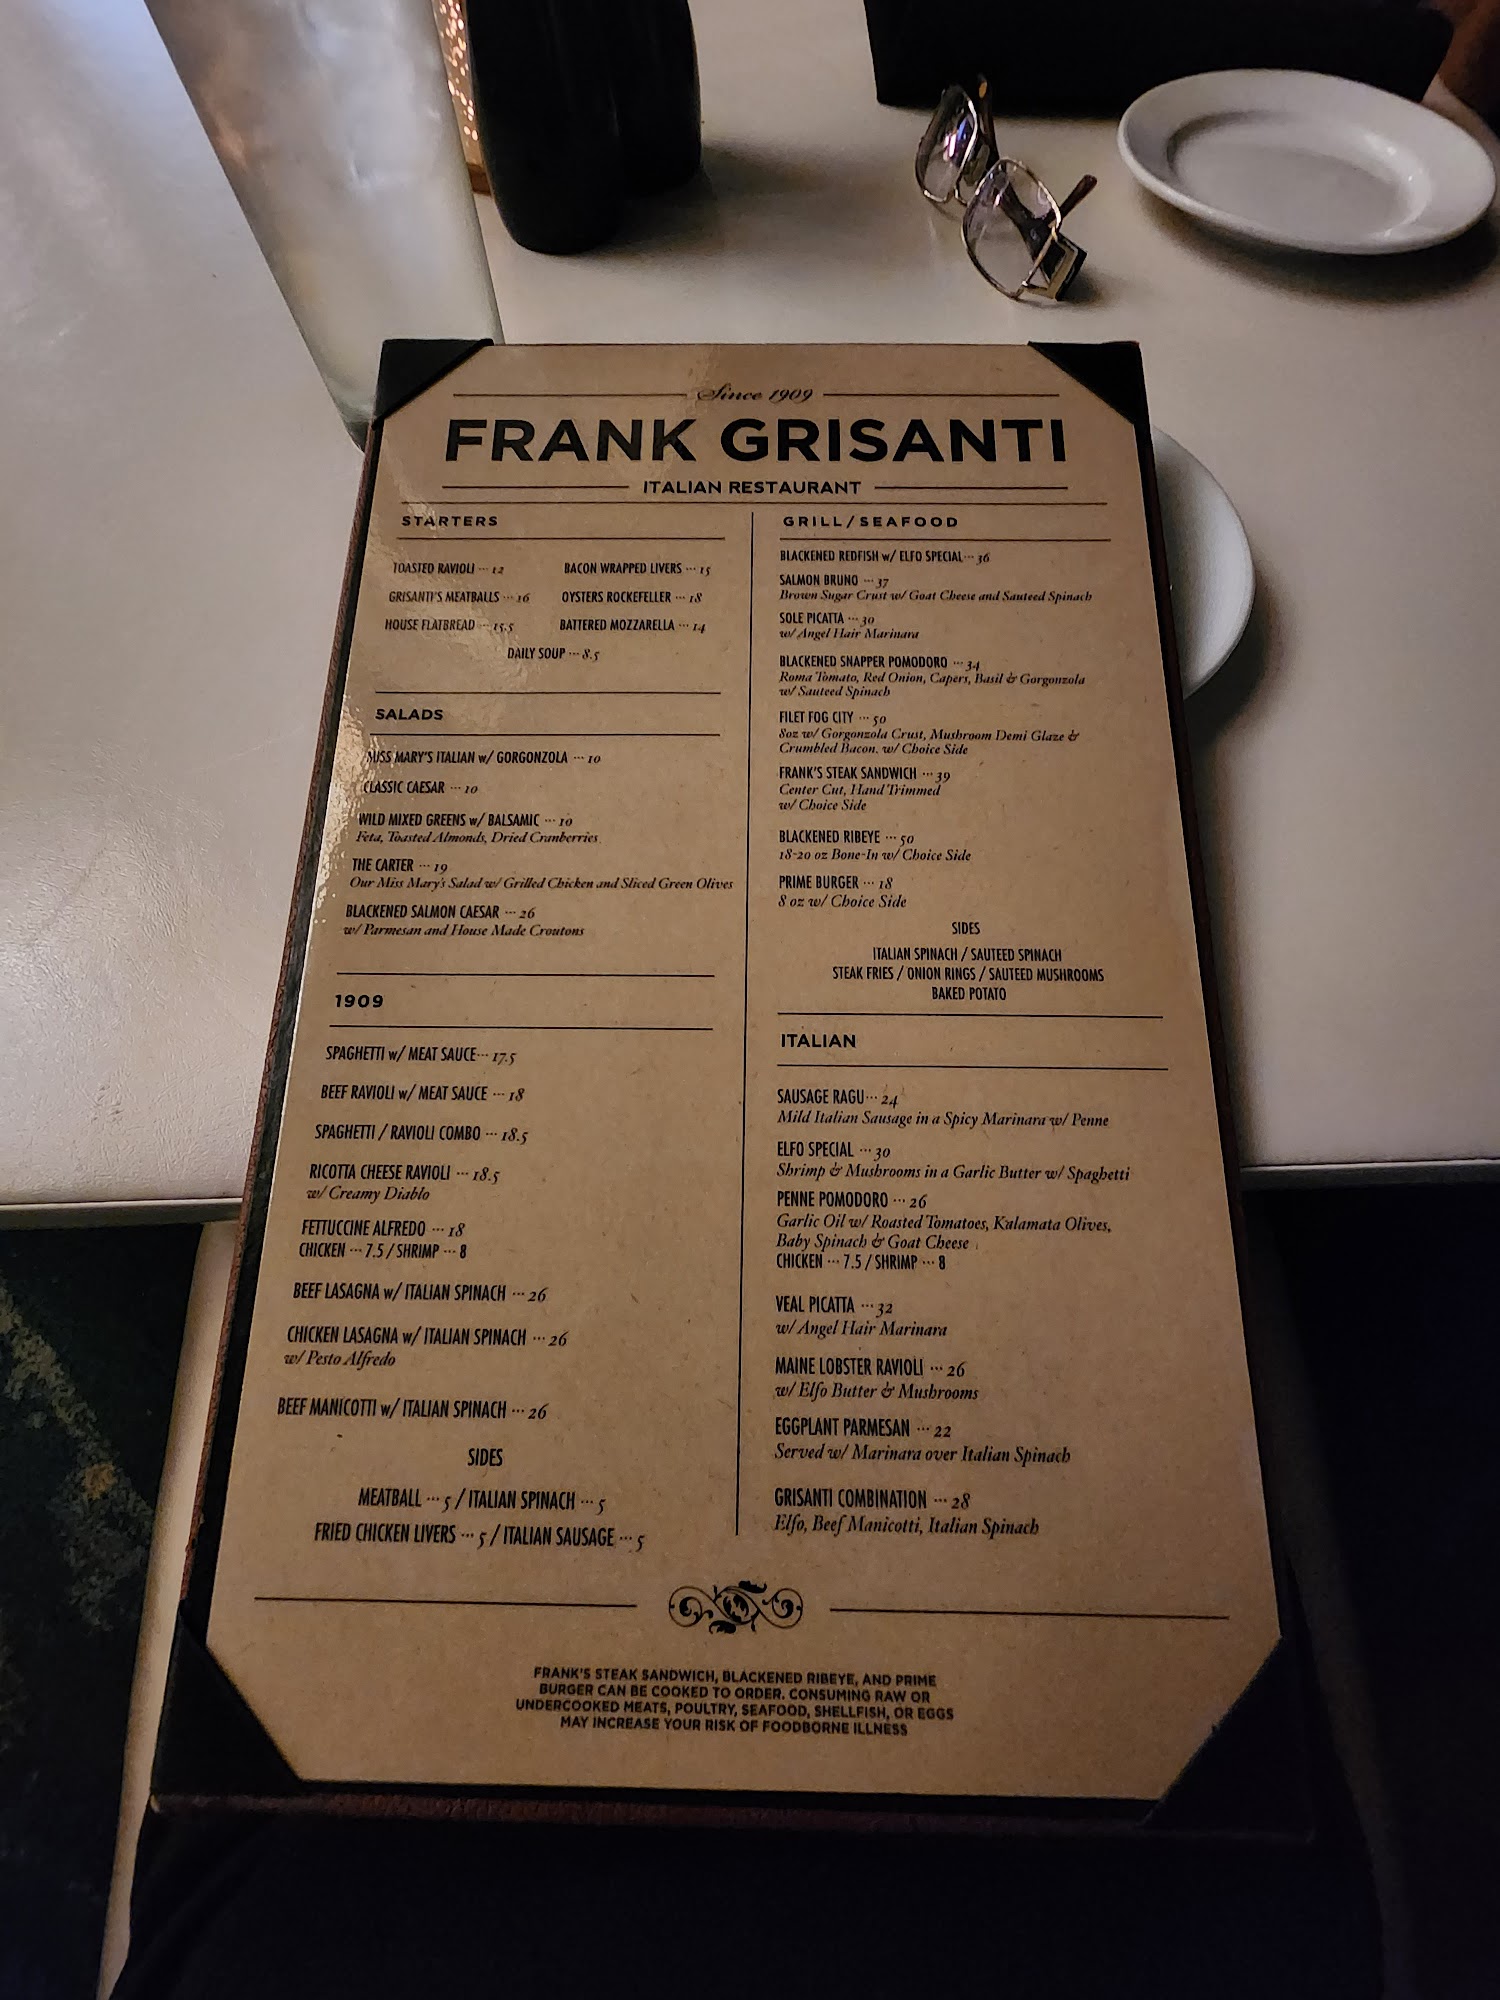 Since 1909
FRANK GRISANTI
ITALIAN RESTAURANT
STARTERS
TOASTED RAVIOLI ··· 12
BACON WRAPPED LIVERS ··· 15
GRISANTI'S MEATBALLS ··· 16
OYSTERS ROCKEFELLER ··· 18
HOUSE FLATBREAD ··· 15.5
BATTERED MOZZARELLA ··· 14
DAILY SOUP ··· 8.5
SALADS
MISS MARY'S ITALIAN w/ GORGONZOLA ··· 10
CLASSIC CAESAR ··· 10
WILD MIXED GREENS w/ BALSAMIC ··· 10
Feta, Toasted Almonds, Dried Cranberries
THE CARTER ··· 19
Our Miss Mary's Salad w/ Grilled Chicken and Sliced Green Olives
BLACKENED SALMON CAESAR ··· 26
w/ Parmesan and House Made Croutons
1909
SPAGHETTI w/ MEAT SAUCE··· 17.5
BEEF RAVIOLI w/ MEAT SAUCE ··· 18
SPAGHETTI / RAVIOLI COMBO ··· 18.5
RICOTTA CHEESE RAVIOLI ··· 18.5
w/ Creamy Diablo
FETTUCCINE ALFREDO ··· 18
CHICKEN ··· 7.5 / SHRIMP ··· 8
BEEF LASAGNA w/ ITALIAN SPINACH ··· 26
CHICKEN LASAGNA w/ ITALIAN SPINACH ··· 26
w/ Pesto Alfredo
BEEF MANICOTTI w/ ITALIAN SPINACH ··· 26
SIDES
MEATBALL ··· 5 / ITALIAN SPINACH ··· 5
FRIED CHICKEN LIVERS ··· 5 / ITALIAN SAUSAGE ··· 5
GRILL/SEAFOOD
BLACKENED REDFISH w/ ELFO SPECIAL··· 36
SALMON BRUNO ··· 37
Brown Sugar Crust w/ Goat Cheese and Sauteed Spinach
SOLE PICATTA ··· 30
w/ Angel Hair Marinara
BLACKENED SNAPPER POMODORO ··· 34
Roma Tomato, Red Onion, Capers, Basil & Gorgonzola
w/ Sauteed Spinach
FILET FOG CITY ··· 50
8oz w/ Gorgonzola Crust, Mushroom Demi Glaze &
Crumbled Bacon. w/ Choice Side
FRANK'S STEAK SANDWICH ··· 39
Center Cut, Hand Trimmed
w/ Choice Side
BLACKENED RIBEYE ··· 50
18-20 oz Bone-In w/ Choice Side
PRIME BURGER ··· 18
8 oz w/ Choice Side
SIDES
ITALIAN SPINACH / SAUTEED SPINACH
STEAK FRIES / ONION RINGS / SAUTEED MUSHROOMS
BAKED POTATO
ITALIAN
SAUSAGE RAGU··· 24
Mild Italian Sausage in a Spicy Marinara w/ Penne
ELFO SPECIAL ··· 30
Shrimp & Mushrooms in a Garlic Butter w/ Spaghetti
PENNE POMODORO ··· 26
Garlic Oil w/ Roasted Tomatoes, Kalamata Olives,
Baby Spinach & Goat Cheese
CHICKEN ··· 7.5 / SHRIMP ··· 8
VEAL PICATTA ··· 32
w/ Angel Hair Marinara
MAINE LOBSTER RAVIOLI ··· 26
w/ Elfo Butter & Mushrooms
EGGPLANT PARMESAN ··· 22
Served w/ Marinara over Italian Spinach
GRISANTI COMBINATION ··· 28
Elfo, Beef Manicotti, Italian Spinach
FRANK'S STEAK SANDWICH, BLACKENED RIBEYE, AND PRIME
BURGER CAN BE COOKED TO ORDER. CONSUMING RAW OR
UNDERCOOKED MEATS, POULTRY, SEAFOOD, SHELLFISH, OR EGGS
MAY INCREASE YOUR RISK OF FOODBORNE ILLNESS